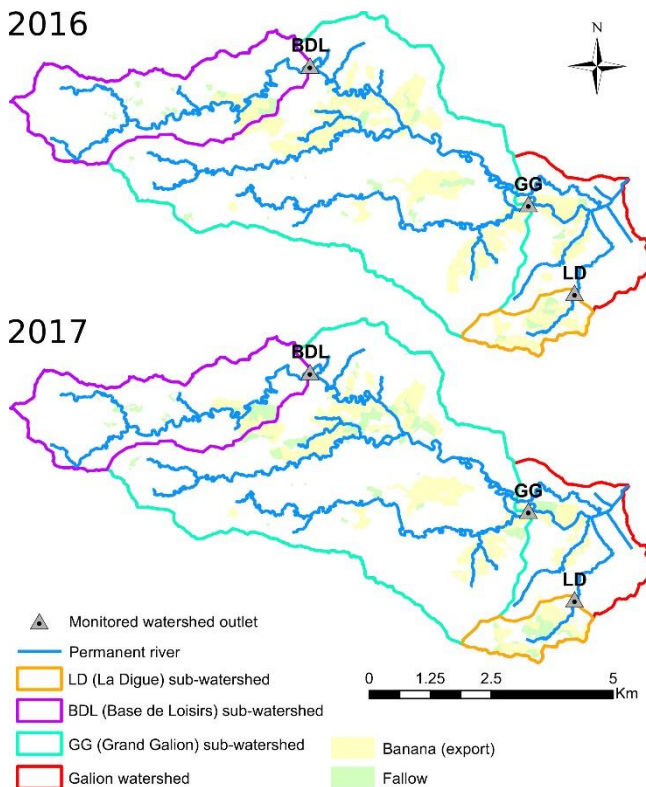 2016
N
BDL
GG
LD
2017
BDL
GG
LD
Monitored watershed outlet
Permanent river
LD (La Digue) sub-watershed
BDL (Base de Loisirs) sub-watershed
GG (Grand Galion) sub-watershed
Galion watershed
0 1.25 2.5 5
Km
Banana (export)
Fallow